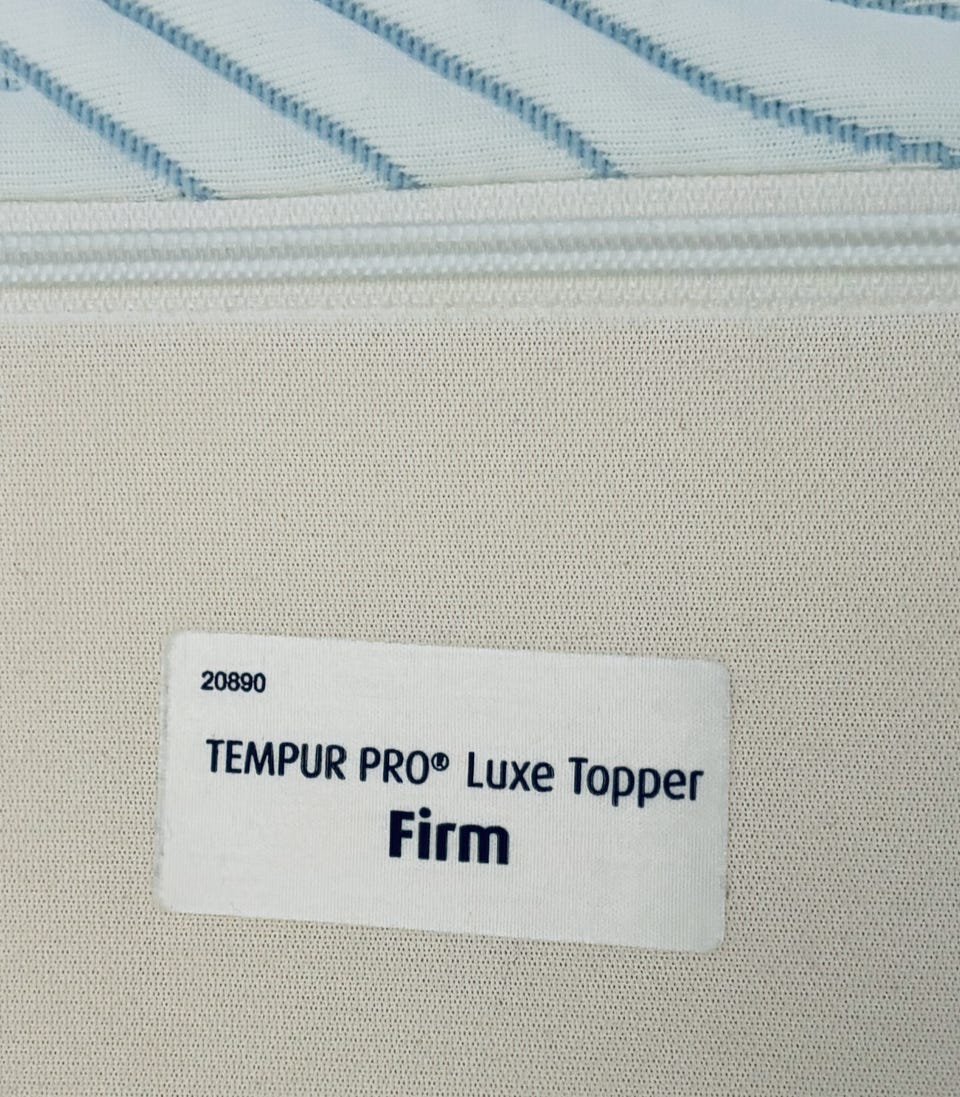 20890
TEMPUR PRO® Luxe Topper
Firm